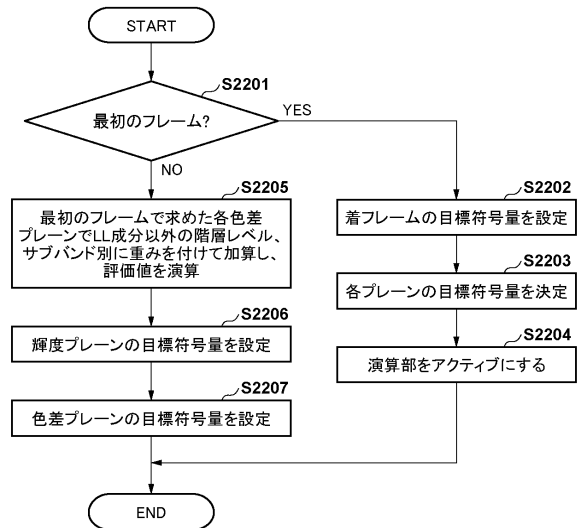 START
S2201
最初のフレーム?
YES
NO
S2205
最初のフレームで求めた各色差
プレーンでLL成分以外の階層レベル、
サブバンド別に重みを付けて加算し、
評価値を演算
S2206
輝度プレーンの目標符号量を設定
S2207
色差プレーンの目標符号量を設定
S2202
着フレームの目標符号量を設定
S2203
各プレーンの目標符号量を決定
S2204
演算部をアクティブにする
END